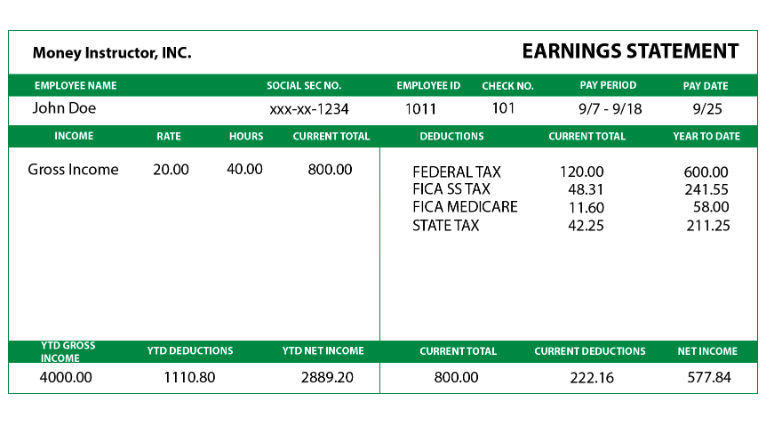 Money Instructor, INC. EARNINGS STATEMENT
EMPLOYEE NAME SOCIAL SEC NO. EMPLOYEE ID CHECK NO. PAY PERIOD PAY DATE
John Doe xxx-xx-1234 1011 101 9/7 - 9/18 9/25
INCOME RATE HOURS CURRENT TOTAL DEDUCTIONS CURRENT TOTAL YEAR TO DATE
Gross Income 20.00 40.00 800.00 FEDERAL TAX 120.00 600.00
FICA SS TAX 48.31 241.55
FICA MEDICARE 11.60 58.00
STATE TAX 42.25 211.25
YTD GROSS INCOME YTD DEDUCTIONS YTD NET INCOME CURRENT TOTAL CURRENT DEDUCTIONS NET INCOME
4000.00 1110.80 2889.20 800.00 222.16 577.84